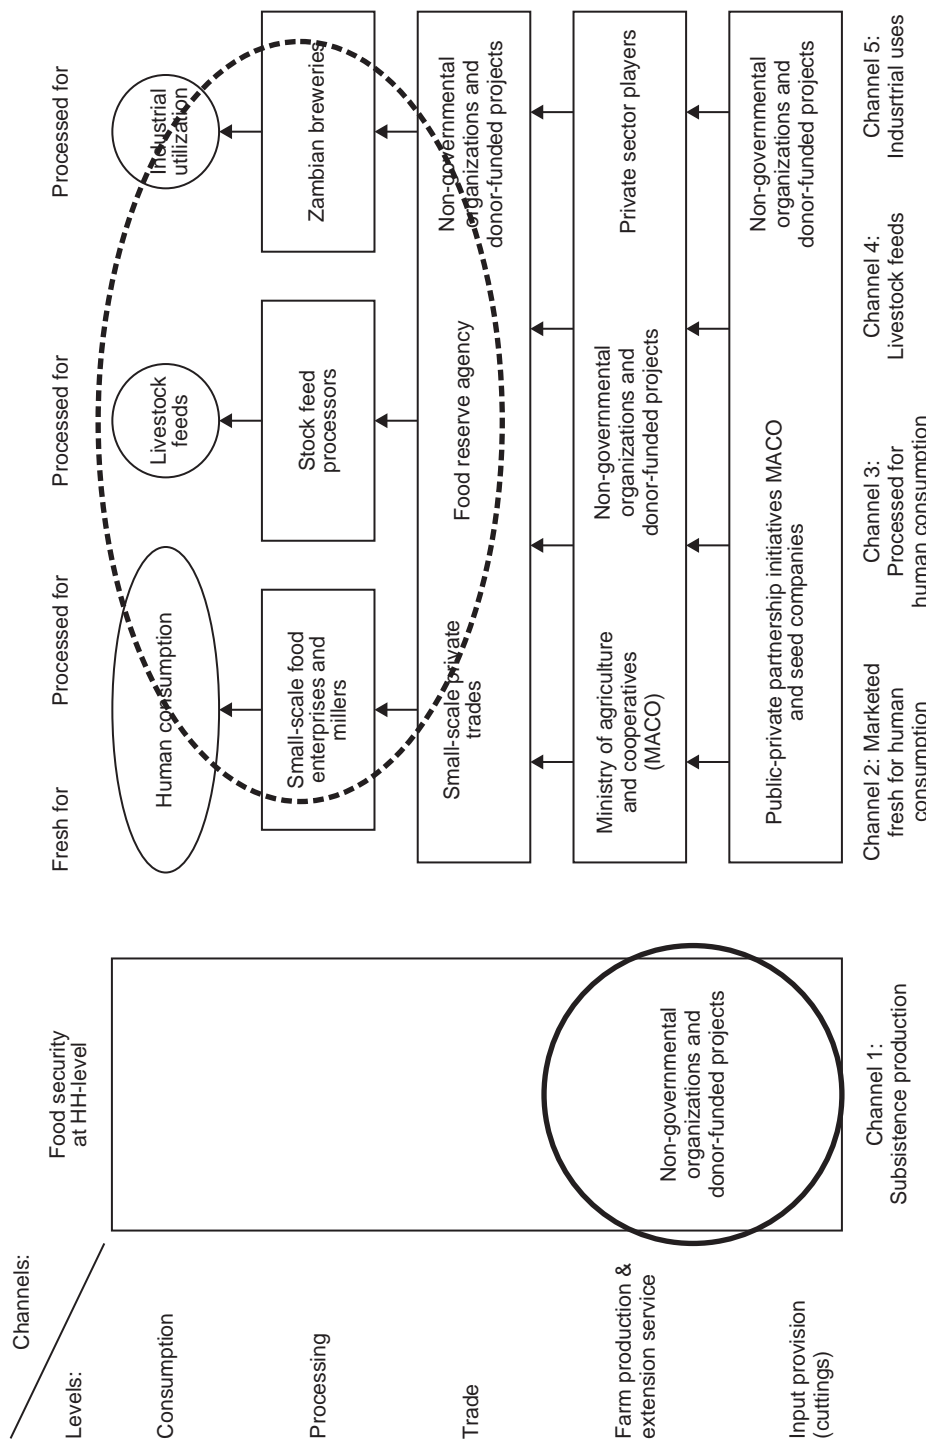 Channels:
Levels:
Food security
at HH-level
Fresh for
Processed for
Processed for
Processed for
Consumption
Human consumption
Livestock
feeds
Industrial
utilization
Processing
Small-scale food
enterprises and
millers
Stock feed
processors
Zambian breweries
Trade
Small-scale private
trades
Food reserve agency
Non-governmental
organizations and
donor-funded projects
Farm production &
extension service
Non-governmental
organizations and
donor-funded projects
Ministry of agriculture
and cooperatives
(MACO)
Non-governmental
organizations and
donor-funded projects
Private sector players
Input provision
(cuttings)
Public-private partnership initiatives MACO
and seed companies
Non-governmental
organizations and
donor-funded projects
Channel 1:
Subsistence production
Channel 2: Marketed
fresh for human
consumption
Channel 3:
Processed for
human consumption
Channel 4:
Livestock feeds
Channel 5:
Industrtial uses